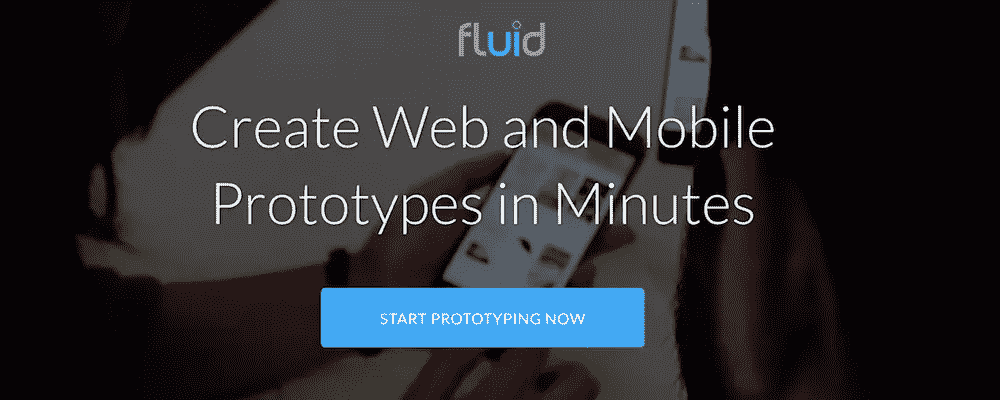 fluid
Create Web and Mobile
Prototypes in Minutes
START PROTOTYPING NOW